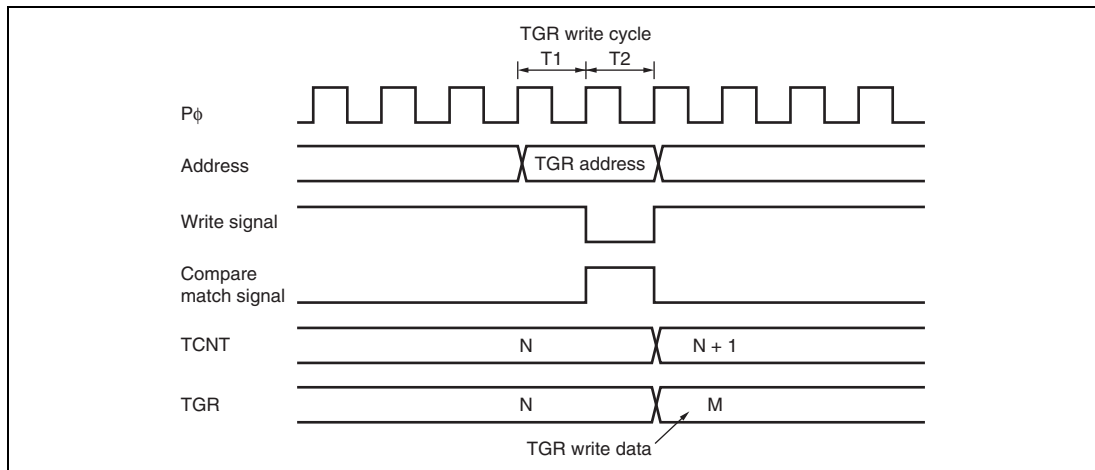 TGR write cycle
T1 T2
Pϕ
Address TGR address
Write signal
Compare
match signal
TCNT N N + 1
TGR N M
TGR write data